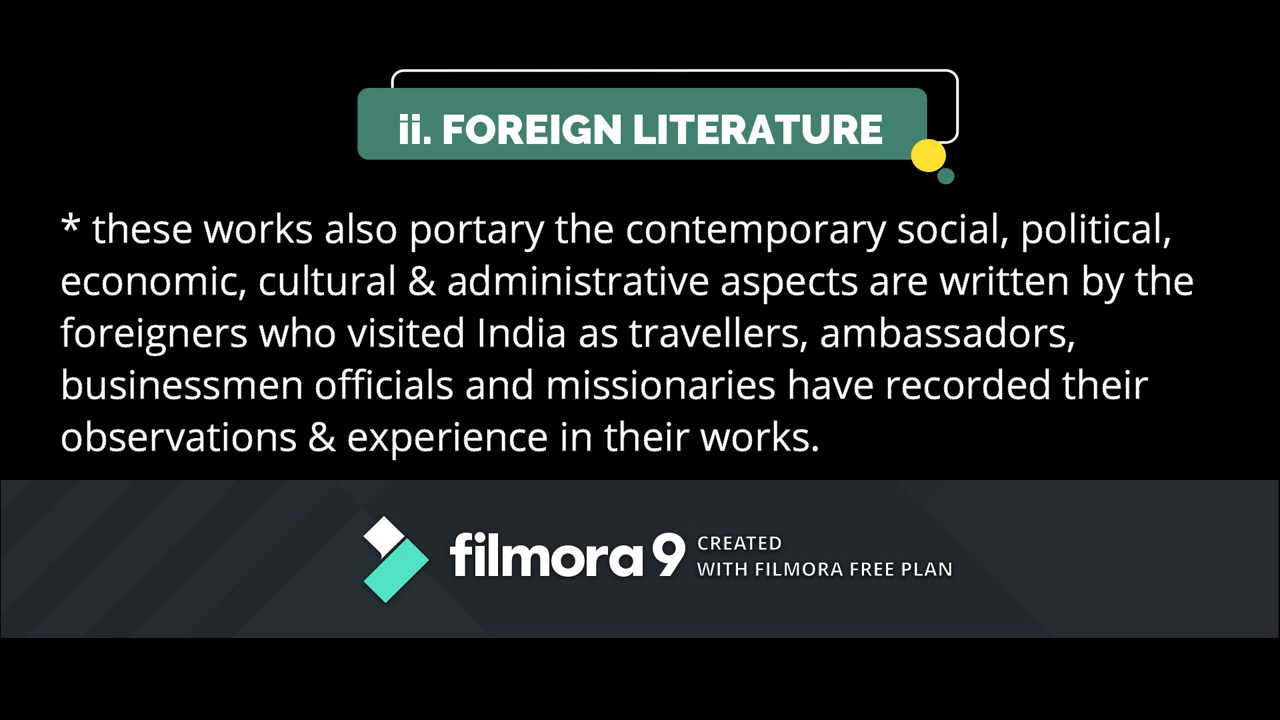 ii. FOREIGN LITERATURE
* these works also portary the contemporary social, political,
economic, cultural & administrative aspects are written by the
foreigners who visited India as travellers, ambassadors,
businessmen officials and missionaries have recorded their
observations & experience in their works.
filmora 9
CREATED
WITH FILMORA FREE PLAN